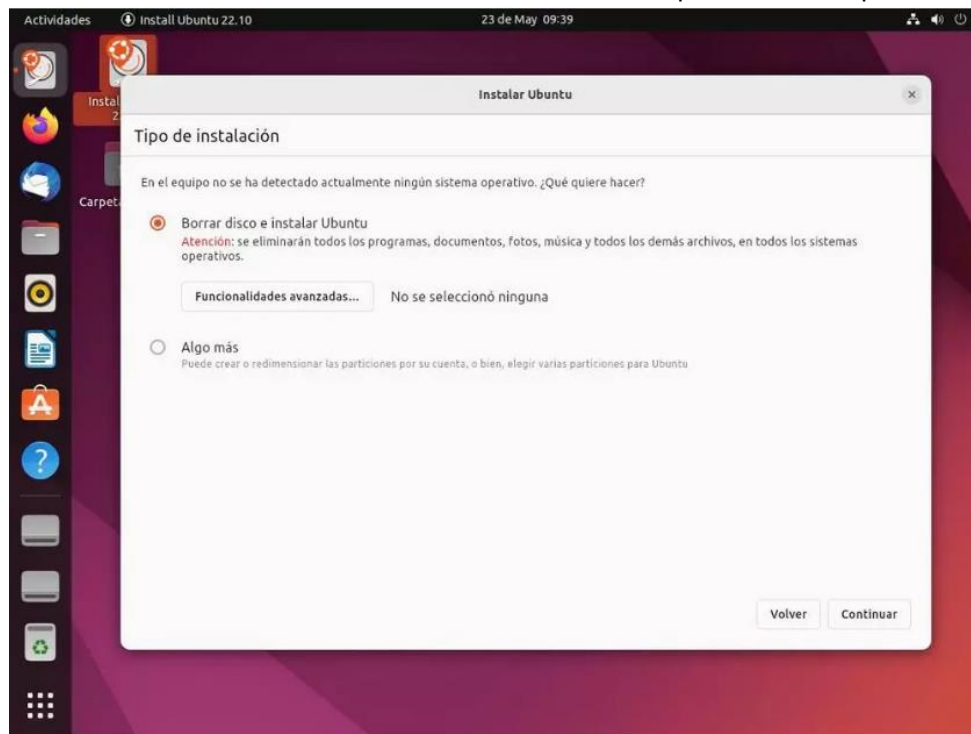 Actividades
Install Ubuntu 22.10
23 de May 09:39
Instal
2
Carpeta
Instalar Ubuntu
Tipo de instalación
En el equipo no se ha detectado actualmente ningún sistema operativo. ¿Qué quiere hacer?
Borrar disco e instalar Ubuntu
Atención: se eliminarán todos los programas, documentos, fotos, música y todos los demás archivos, en todos los sistemas
operativos.
Funcionalidades avanzadas...
No se seleccionó ninguna
Algo más
Puede crear o redimensionar las particiones por su cuenta, o bien, elegir varias particiones para Ubuntu
Volver
Continuar